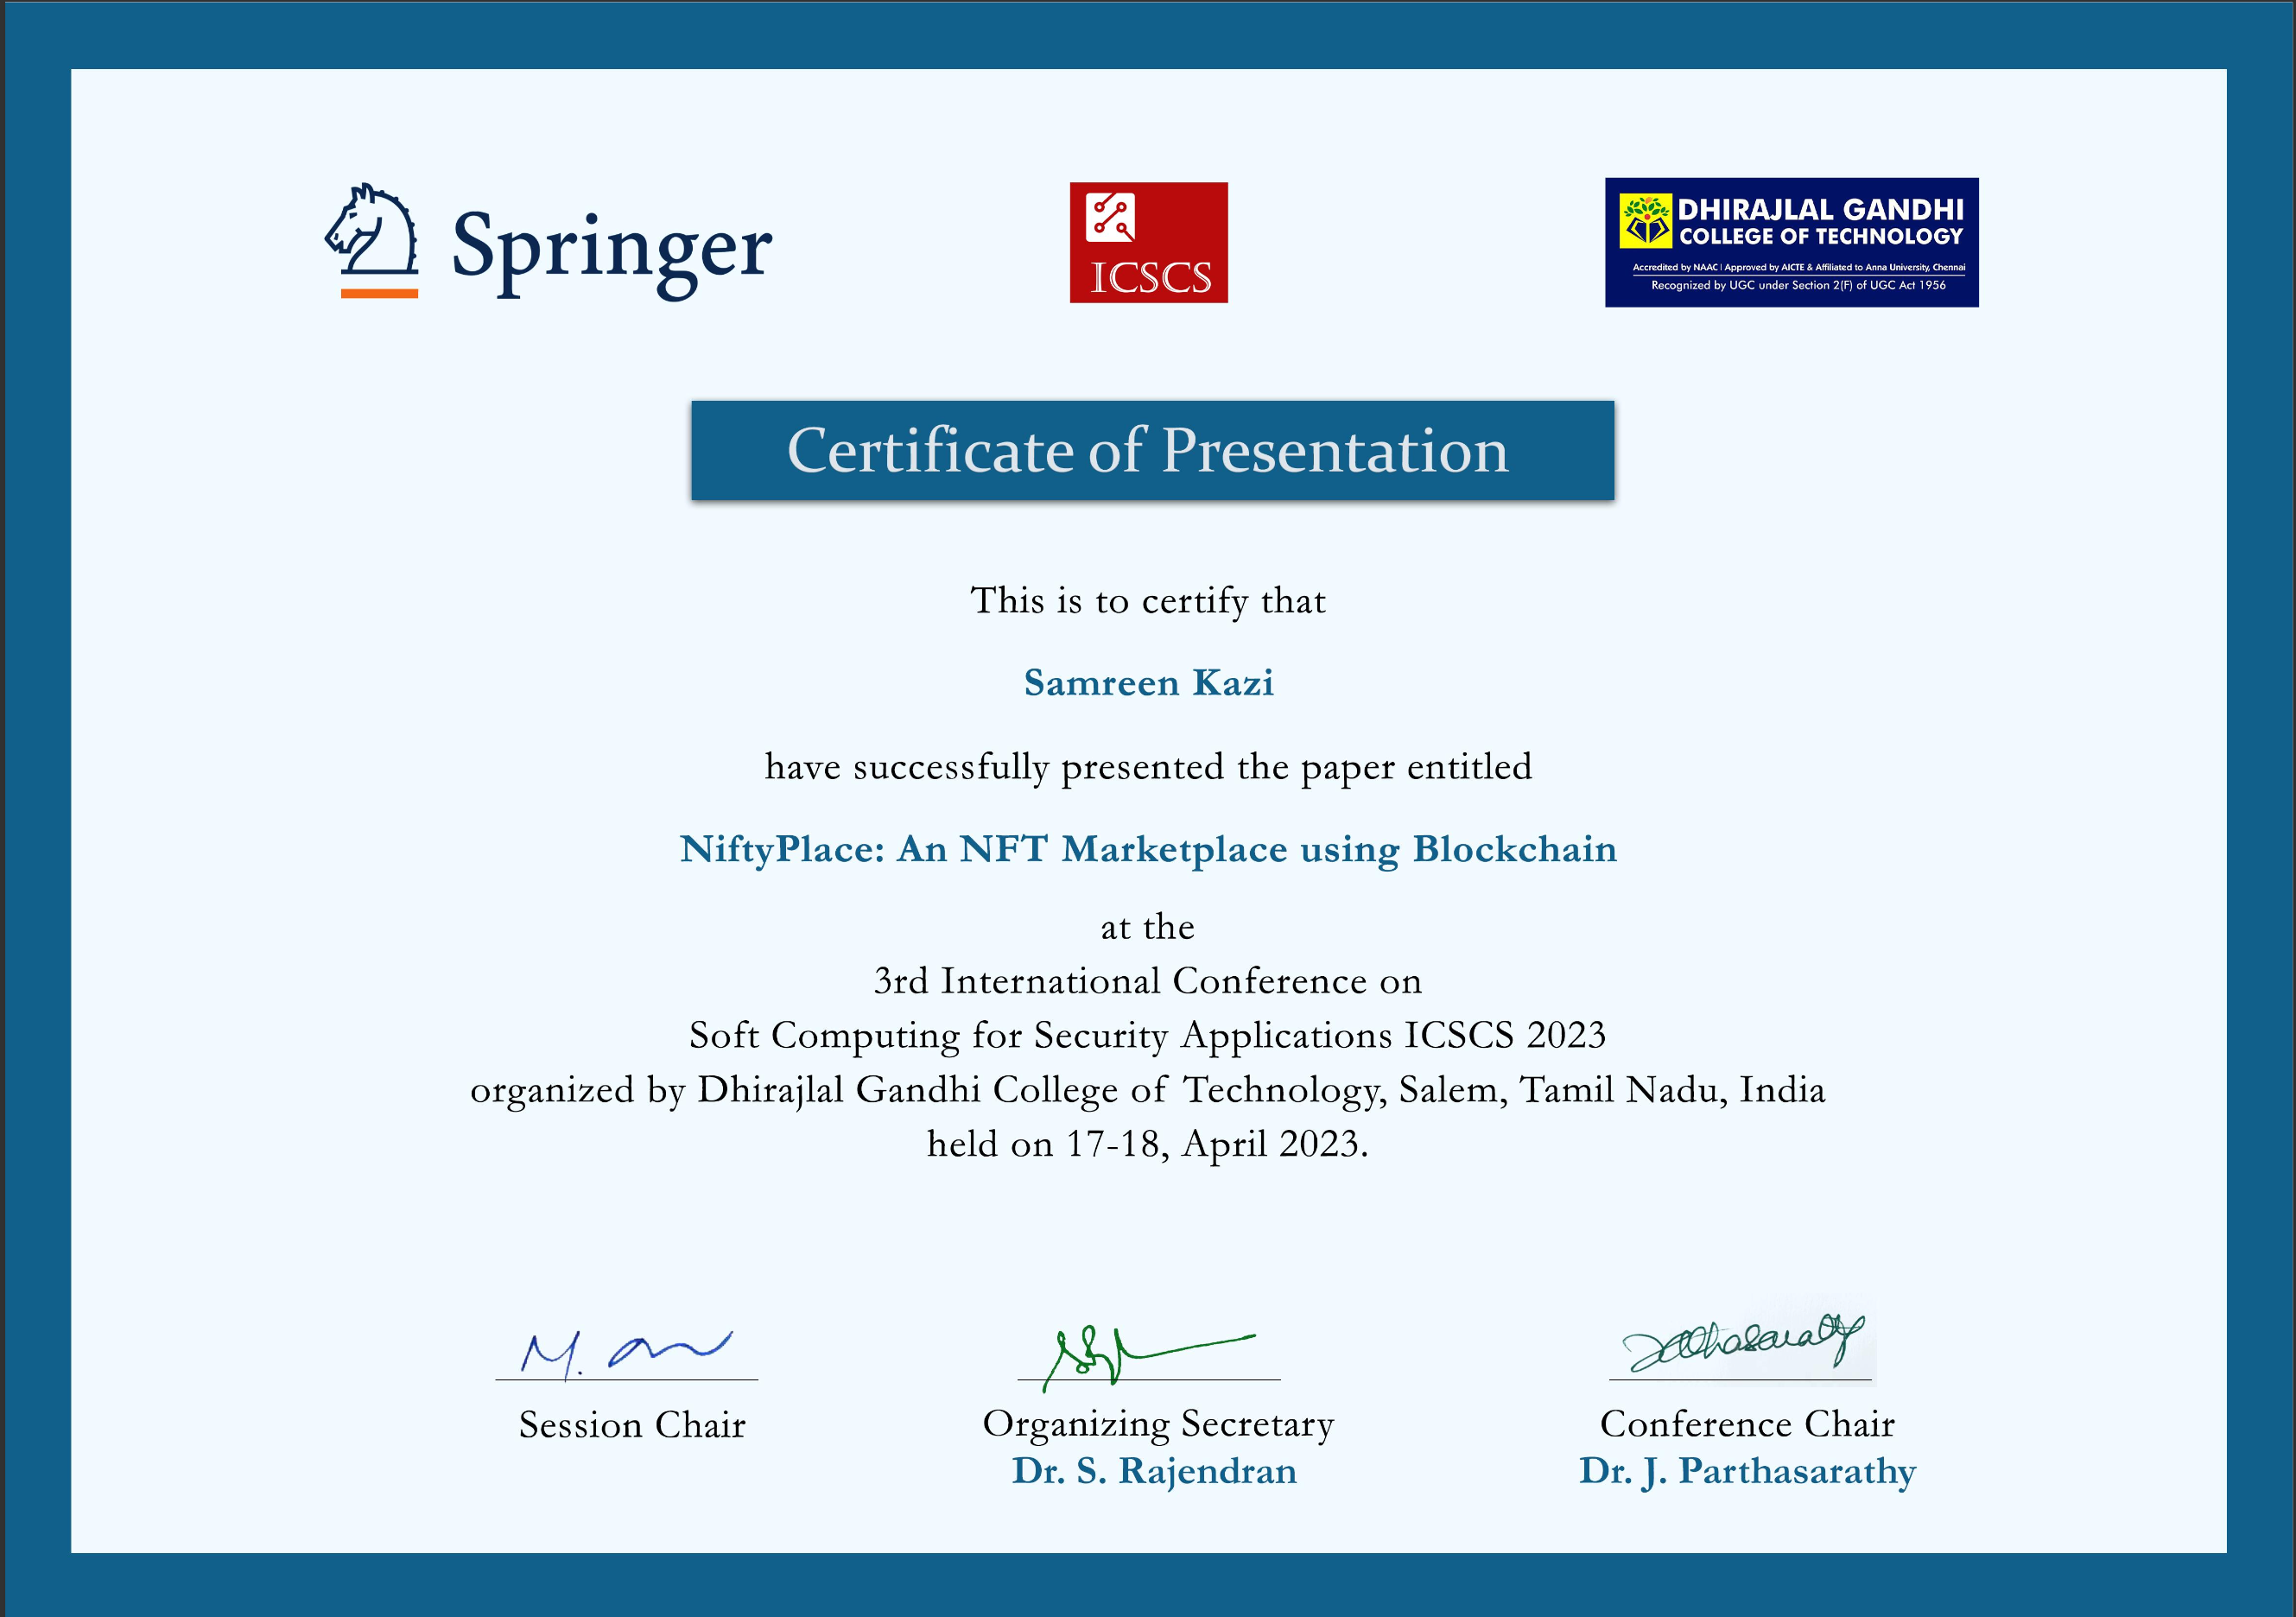 Springer
ICSCS
DHIRAJLAL GANDHI
COLLEGE OF TECHNOLOGY
Accredited by NAAC | Approved by AICTE & Affiliated to Anna University, Chennai
Recognized by UGC under Section 2(F) of UGC Act 1956
Certificate of Presentation
This is to certify that
Samreen Kazi
have successfully presented the paper entitled
NiftyPlace: An NFT Marketplace using Blockchain
at the
3rd International Conference on
Soft Computing for Security Applications ICSCS 2023
organized by Dhirajlal Gandhi College of Technology, Salem, Tamil Nadu, India
held on 17-18, April 2023.
Session Chair
Organizing Secretary
Dr. S. Rajendran
Conference Chair
Dr. J. Parthasarathy